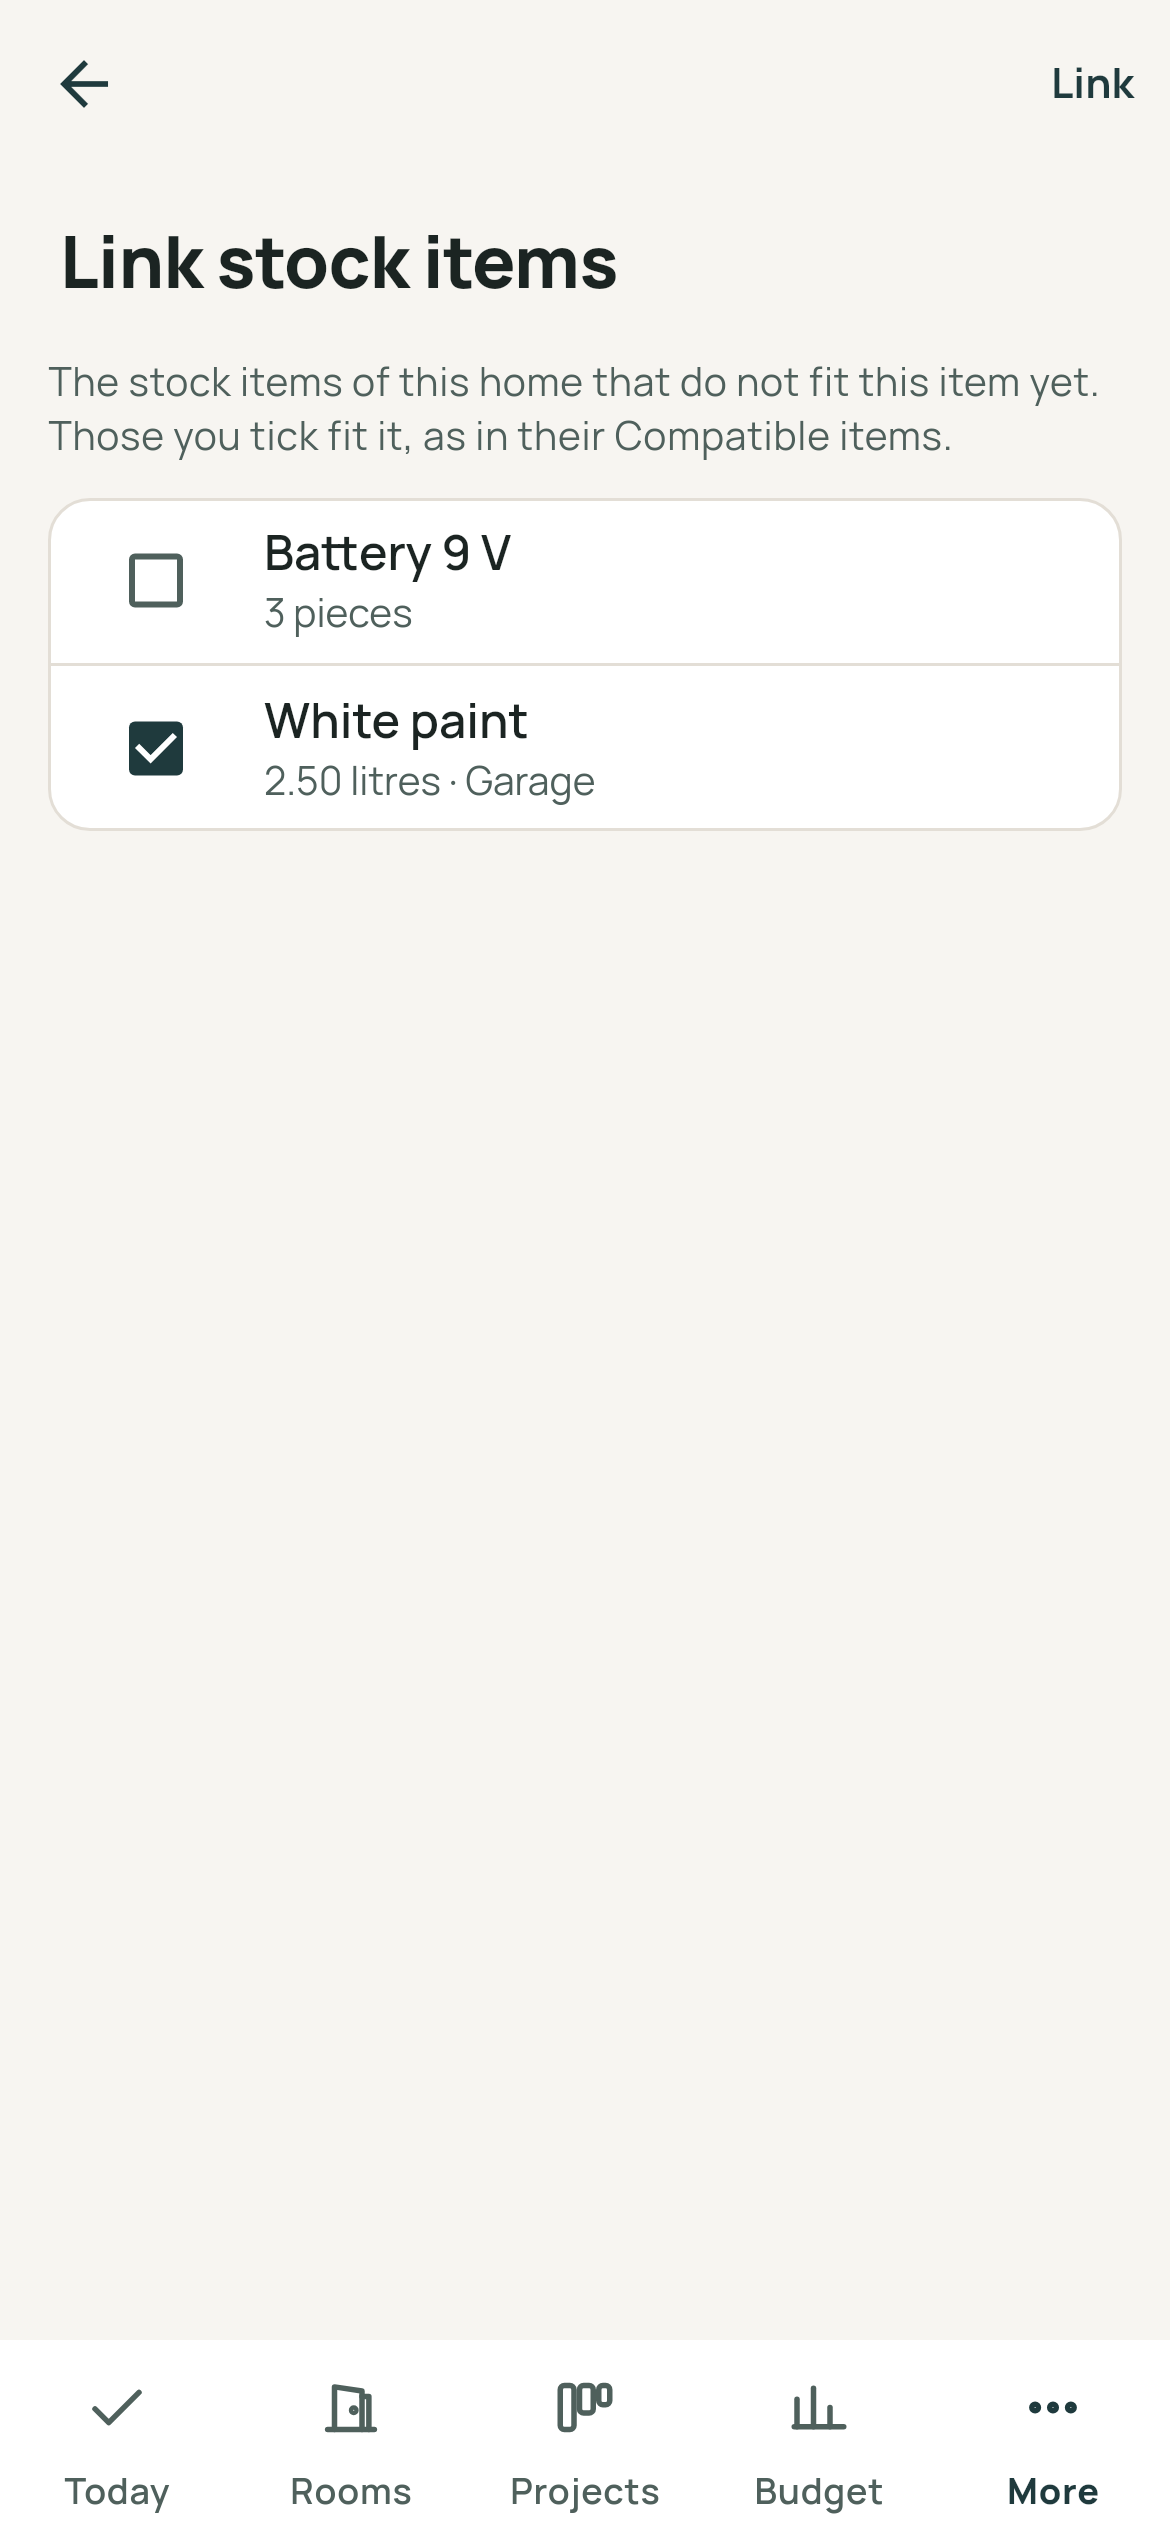 Link
Link stock items
The stock items of this home that do not fit this item yet.
Those you tick fit it, as in their Compatible items.
Battery 9 V
3 pieces
White paint
2.50 litres · Garage
Today
Rooms
Projects
Budget
More